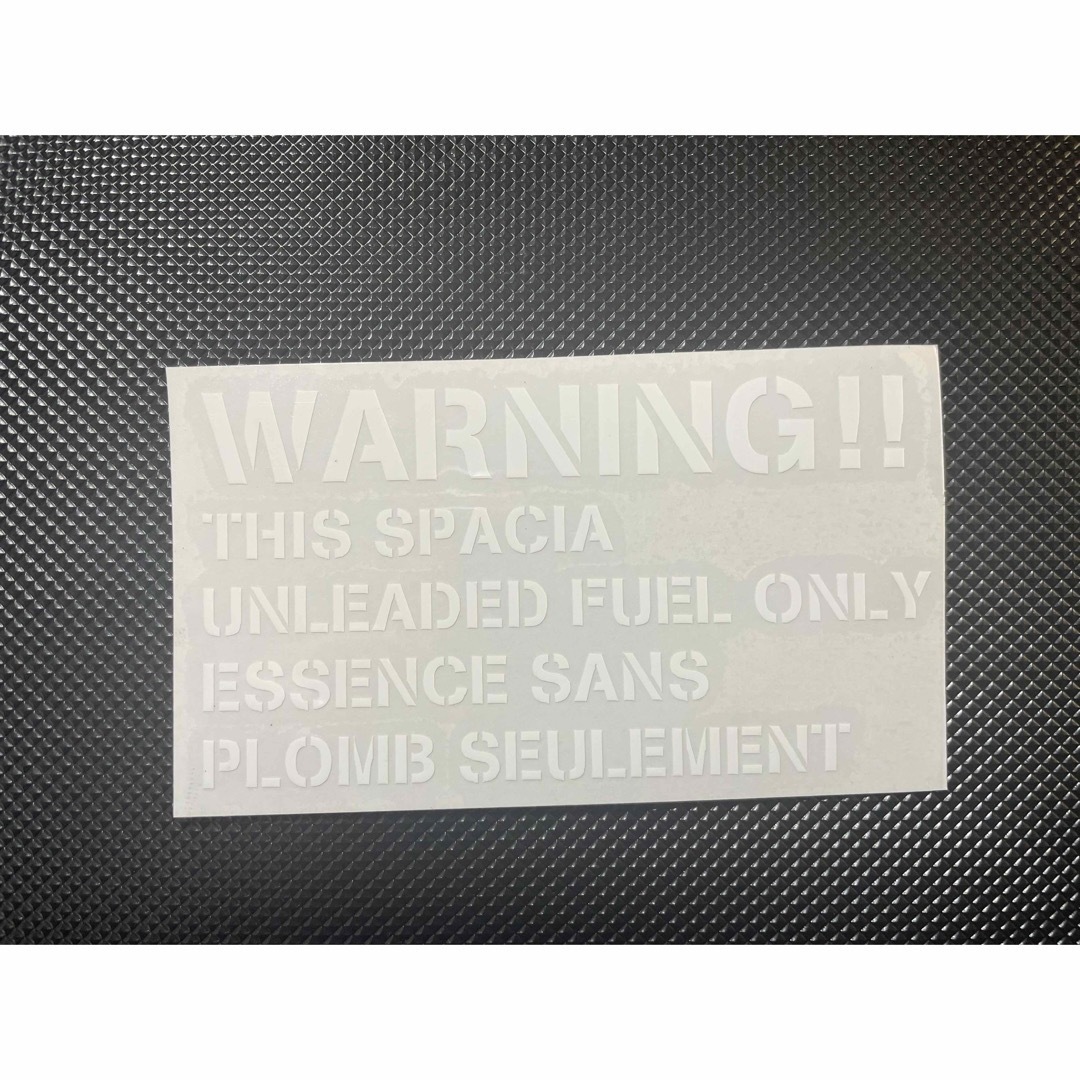 WARNING!!
THIS SPACIA
UNLEADED FUEL ONLY
ESSENCE SANS
PLOMB SEULEMENT